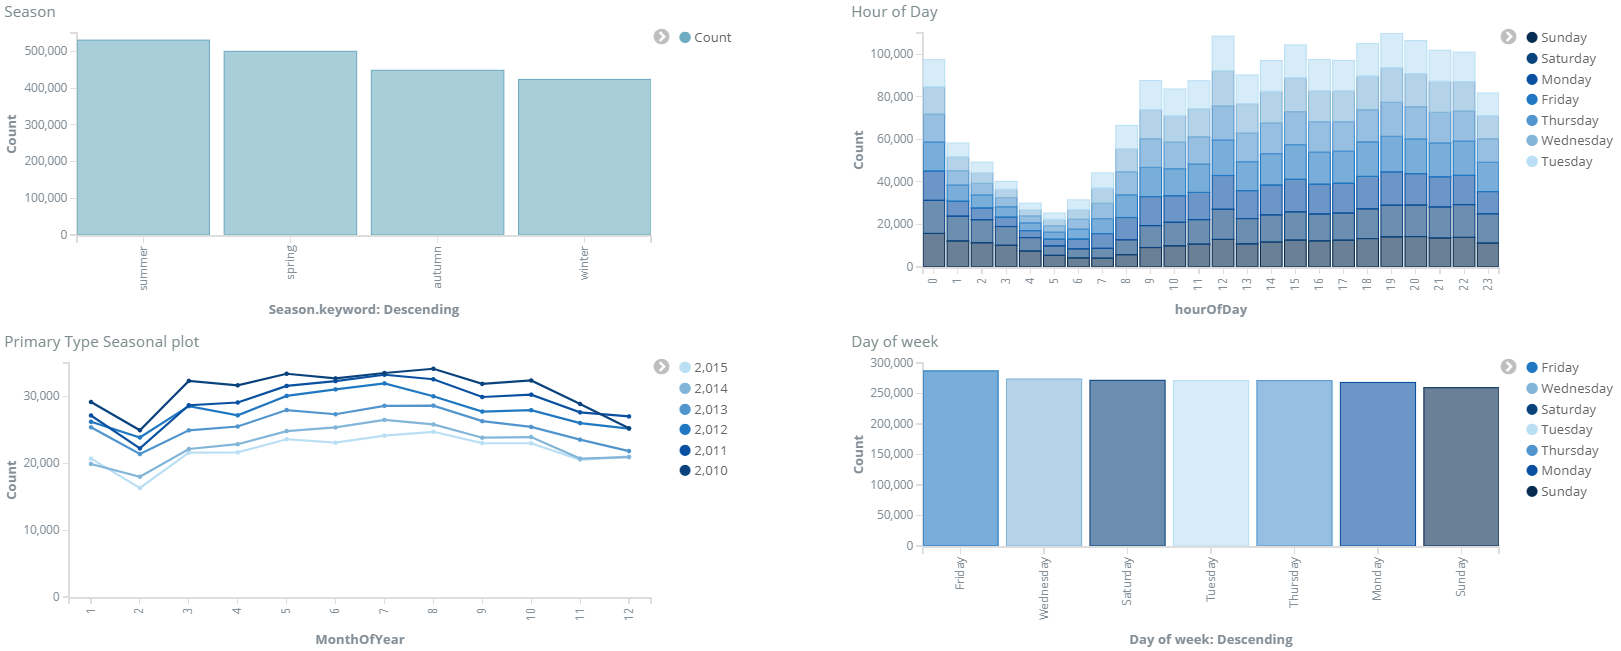 Season
Count
500,000
400,000
300,000
200,000
100,000
0
Count
summer
spring
autumn
winter
Season.keyword: Descending
Hour of Day
Sunday
Saturday
Monday
Friday
Thursday
Wednesday
Tuesday
100,000
80,000
60,000
40,000
20,000
0
Count
0 1 2 3 4 5 6 7 8 9 10 11 12 13 14 15 16 17 18 19 20 21 22 23
hourOfDay
Primary Type Seasonal plot
2,015
2,014
2,013
2,012
2,011
2,010
30,000
20,000
10,000
0
Count
1 2 3 4 5 6 7 8 9 10 11 12
MonthOfYear
Day of week
Friday
Wednesday
Saturday
Tuesday
Thursday
Monday
Sunday
300,000
250,000
200,000
150,000
100,000
50,000
0
Count
Friday
Wednesday
Saturday
Tuesday
Thursday
Monday
Sunday
Day of week: Descending